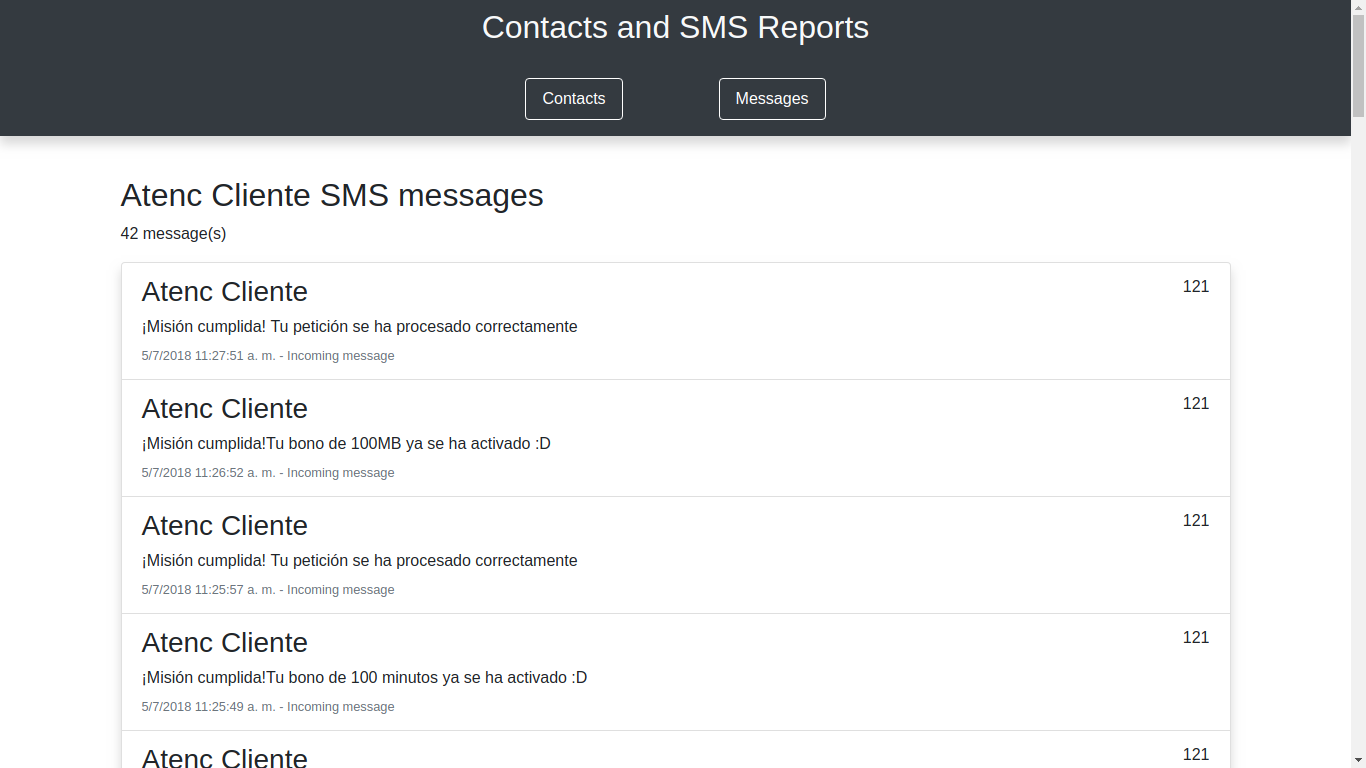 Contacts and SMS Reports
Contacts
Messages
Atenc Cliente SMS messages
42 message(s)
Atenc Cliente
121
¡Misión cumplida! Tu petición se ha procesado correctamente
5/7/2018 11:27:51 a. m. - Incoming message
Atenc Cliente
121
¡Misión cumplida!Tu bono de 100MB ya se ha activado :D
5/7/2018 11:26:52 a. m. - Incoming message
Atenc Cliente
121
¡Misión cumplida! Tu petición se ha procesado correctamente
5/7/2018 11:25:57 a. m. - Incoming message
Atenc Cliente
121
¡Misión cumplida!Tu bono de 100 minutos ya se ha activado :D
5/7/2018 11:25:49 a. m. - Incoming message
Atenc Cliente
121